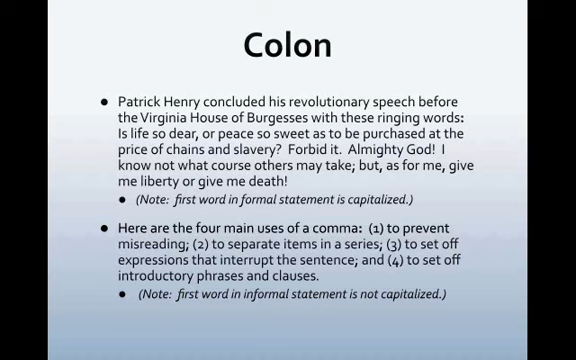 Colon
• Patrick Henry concluded his revolutionary speech before
the Virginia House of Burgesses with these ringing words:
Is life so dear, or peace so sweet as to be purchased at the
price of chains and slavery?  Forbid it.  Almighty God!  I
know not what course others may take; but, as for me, give
me liberty or give me death!
• (Note:  first word in formal statement is capitalized.)
• Here are the four main uses of a comma:  (1) to prevent
misreading; (2) to separate items in a series; (3) to set off
expressions that interrupt the sentence; and (4) to set off
introductory phrases and clauses.
• (Note:  first word in informal statement is not capitalized.)